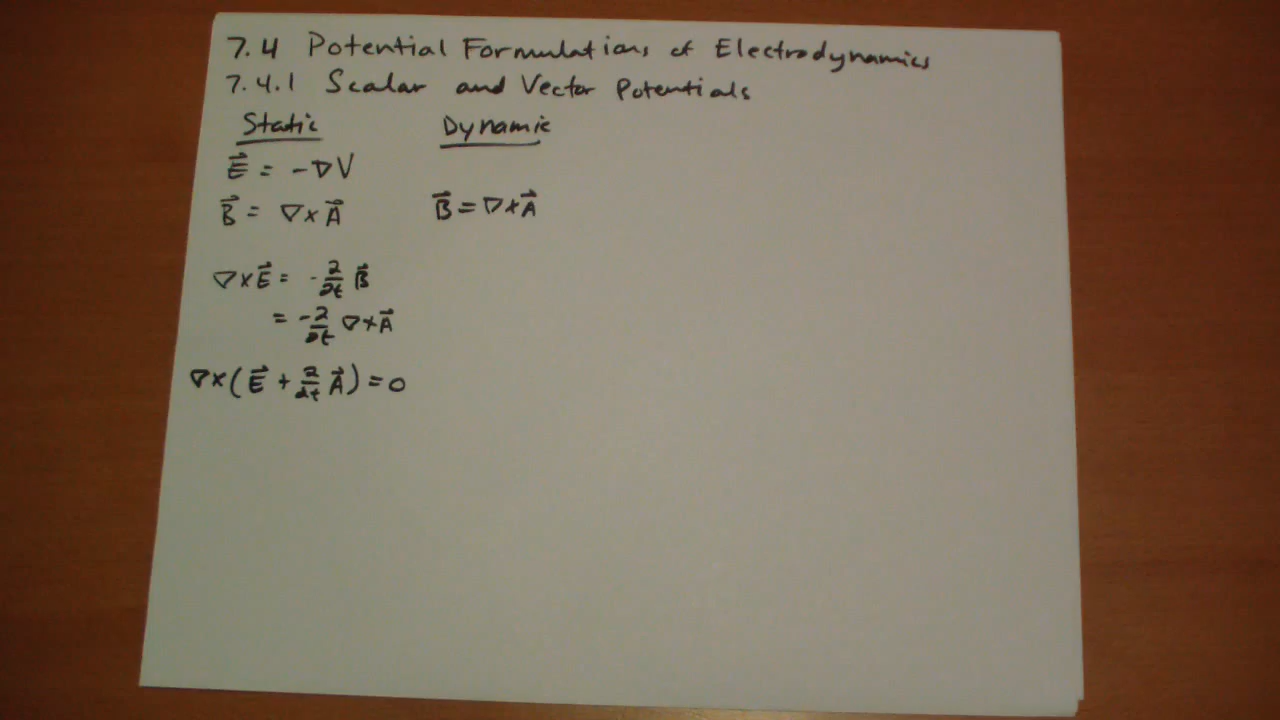 7.4 Potential Formulations of Electrodynamics
7.4.1 Scalar and Vector Potentials
Static Dynamic
E⃗ = -∇V
B⃗ = ∇×A⃗ B⃗ = ∇×A⃗
∇×E⃗ = -∂/∂t B⃗
= -∂/∂t ∇×A⃗
∇×(E⃗ + ∂/∂t A⃗) = 0